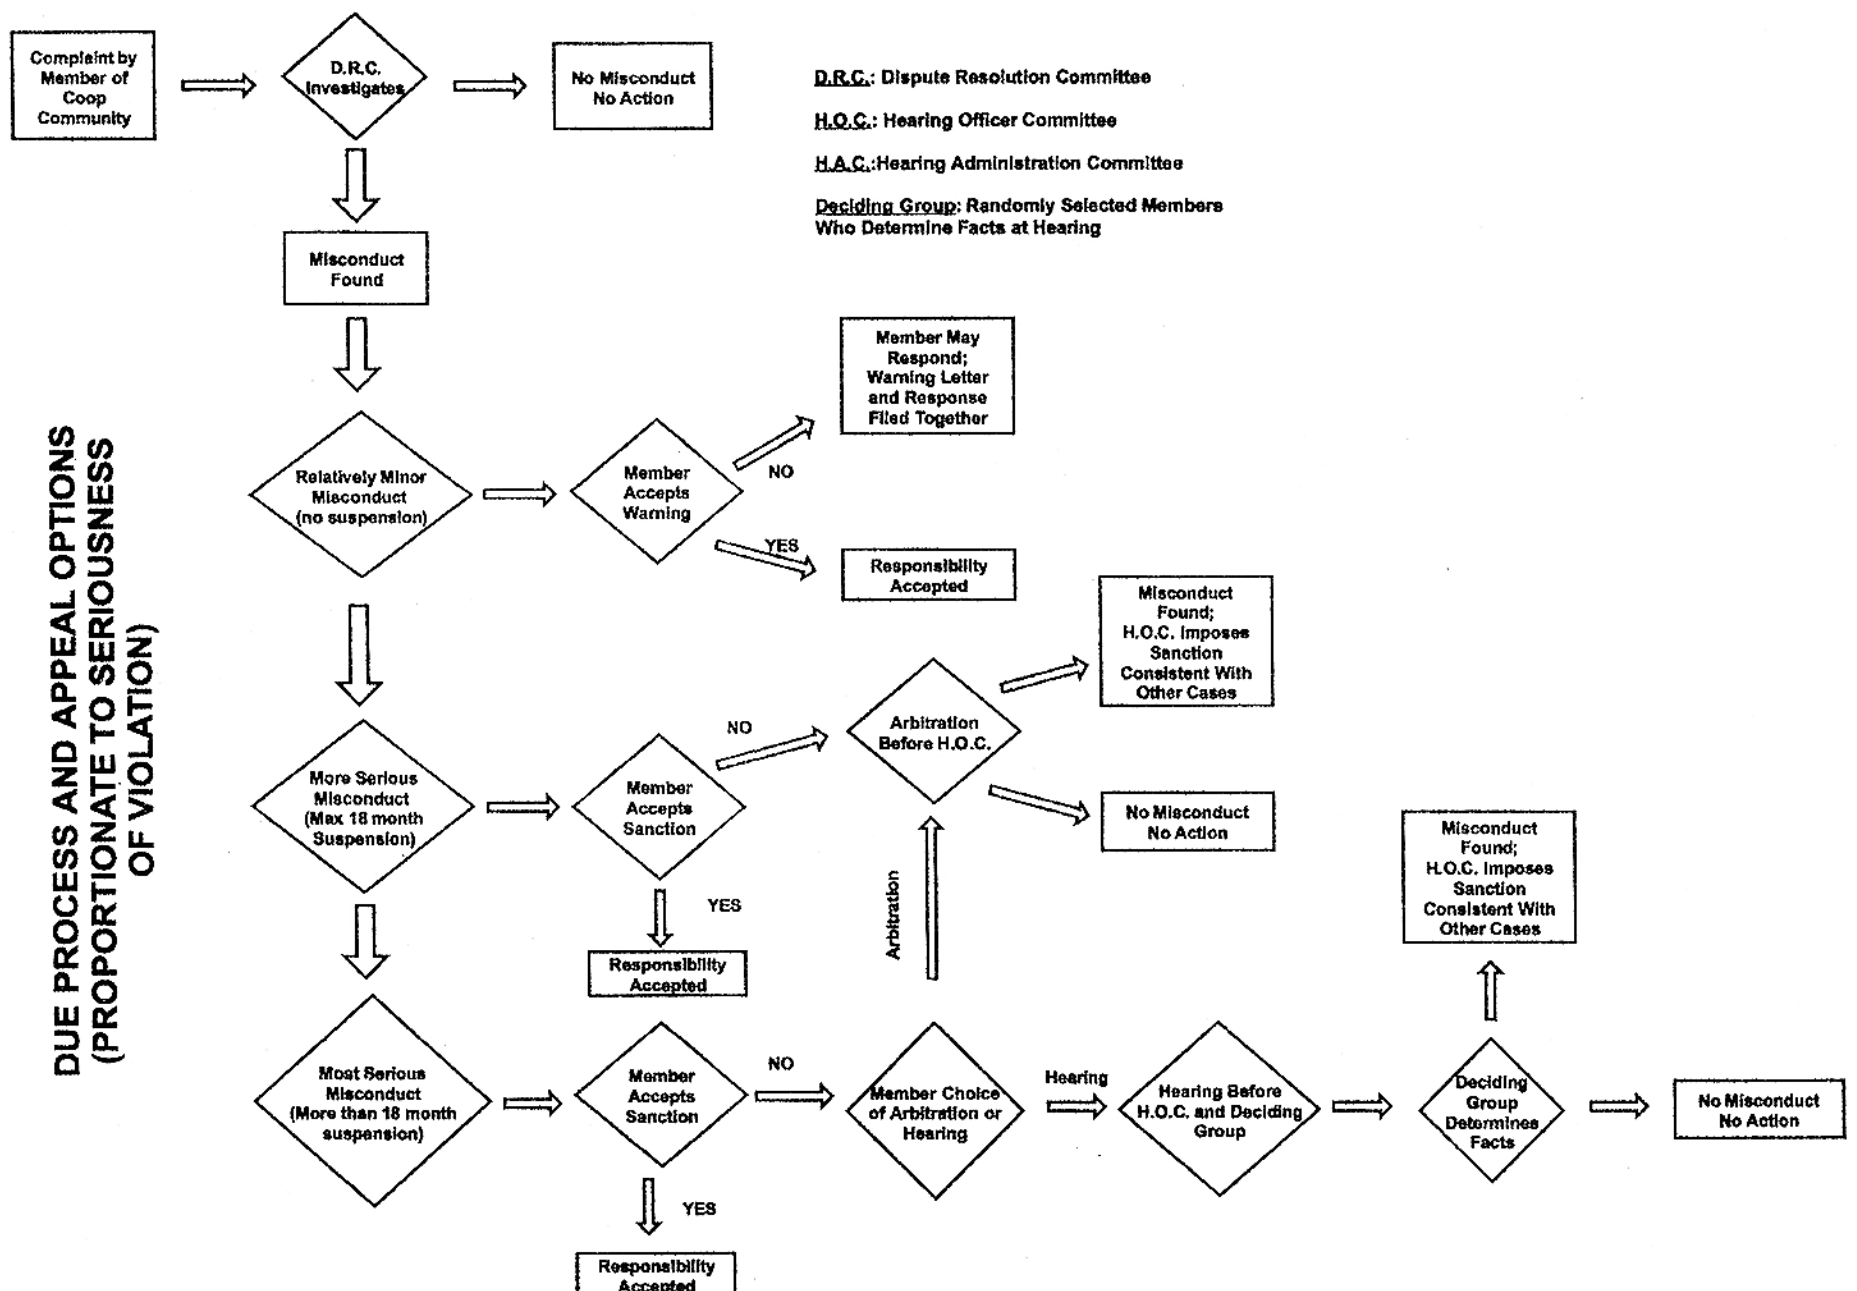 Complaint by
Member of
Coop
Community
D.R.C.
Investigates
No Misconduct
No Action
D.R.C.: Dispute Resolution Committee
H.O.C.: Hearing Officer Committee
H.A.C.:Hearing Administration Committee
Deciding Group: Randomly Selected Members
Who Determine Facts at Hearing
Misconduct
Found
DUE PROCESS AND APPEAL OPTIONS
(PROPORTIONATE TO SERIOUSNESS
OF VIOLATION)
Relatively Minor
Misconduct
(no suspension)
Member
Accepts
Warning
NO
Member May
Respond;
Warning Letter
and Response
Filed Together
YES
Responsibility
Accepted
More Serious
Misconduct
(Max 18 month
Suspension)
Member
Accepts
Sanction
NO
Arbitration
Before H.O.C.
Misconduct
Found;
H.O.C. Imposes
Sanction
Consistent With
Other Cases
No Misconduct
No Action
YES
Responsibility
Accepted
Arbitration
Most Serious
Misconduct
(More than 18 month
suspension)
Member
Accepts
Sanction
NO
Member Choice
of Arbitration or
Hearing
Hearing
Hearing Before
H.O.C. and Deciding
Group
Deciding
Group
Determines
Facts
Misconduct
Found;
H.O.C. Imposes
Sanction
Consistent With
Other Cases
No Misconduct
No Action
YES
Responsibility
Accepted